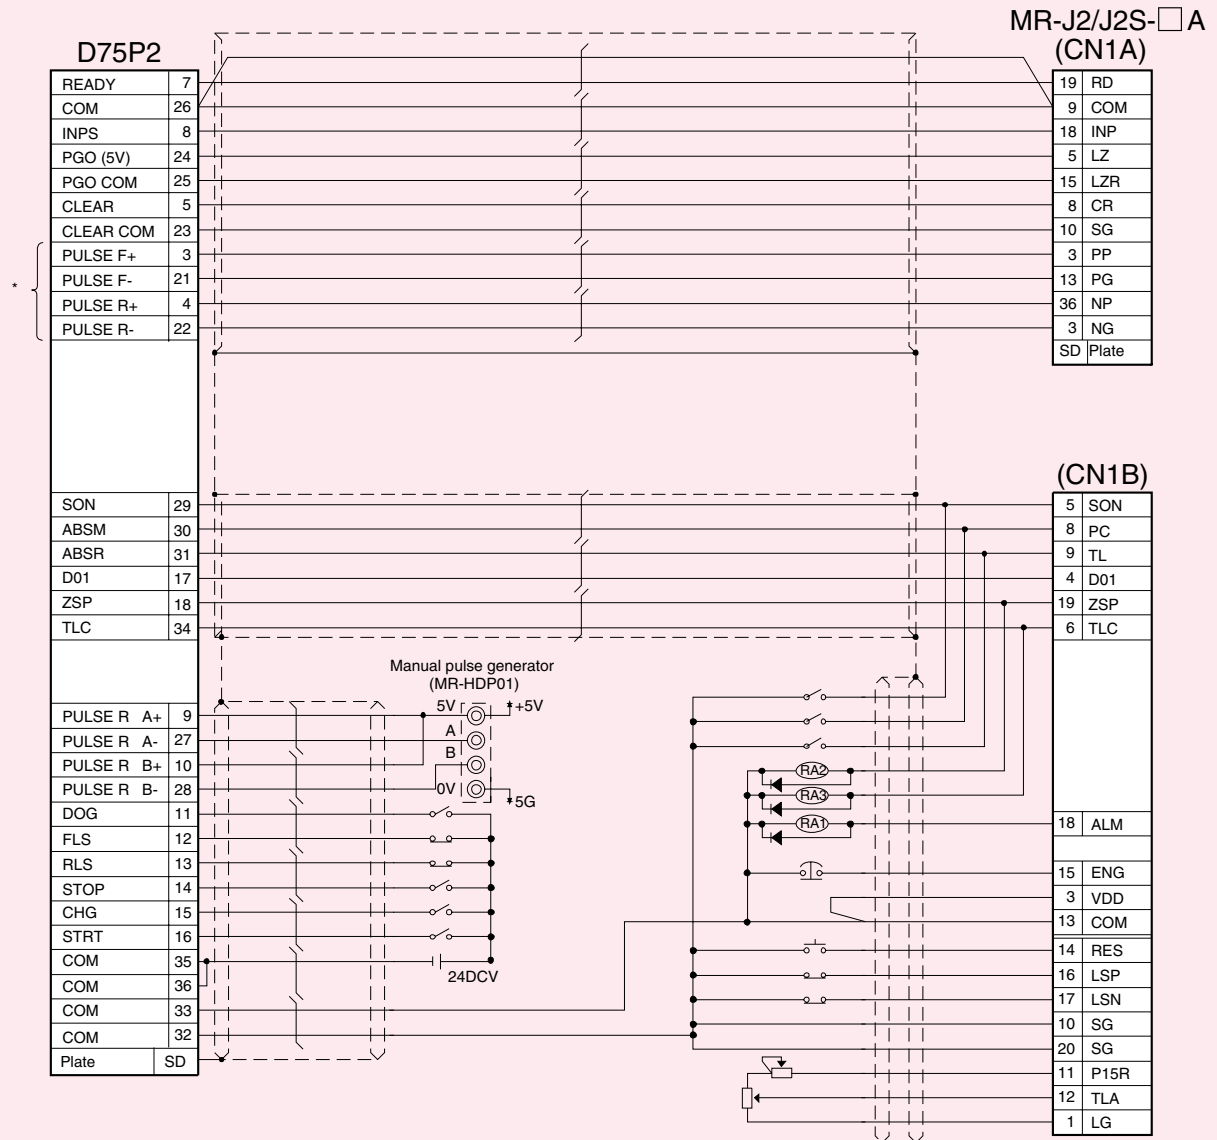 MR-J2/J2S-□A
D75P2
(CN1A)
READY 7
COM 26
INPS 8
PGO (5V) 24
PGO COM 25
CLEAR 5
CLEAR COM 23
PULSE F+ 3
PULSE F- 21
PULSE R+ 4
PULSE R- 22
*
19 RD
9 COM
18 INP
5 LZ
15 LZR
8 CR
10 SG
3 PP
13 PG
36 NP
3 NG
SD Plate
(CN1B)
SON 29
ABSM 30
ABSR 31
D01 17
ZSP 18
TLC 34
5 SON
8 PC
9 TL
4 D01
19 ZSP
6 TLC
Manual pulse generator
(MR-HDP01)
5V +5V
A
B
0V 5G
PULSE R A+ 9
PULSE R A- 27
PULSE R B+ 10
PULSE R B- 28
DOG 11
FLS 12
RLS 13
STOP 14
CHG 15
STRT 16
COM 35
COM 36
COM 33
COM 32
Plate SD
24DCV
RA2
RA3
RA1
18 ALM
15 ENG
3 VDD
13 COM
14 RES
16 LSP
17 LSN
10 SG
20 SG
11 P15R
12 TLA
1 LG